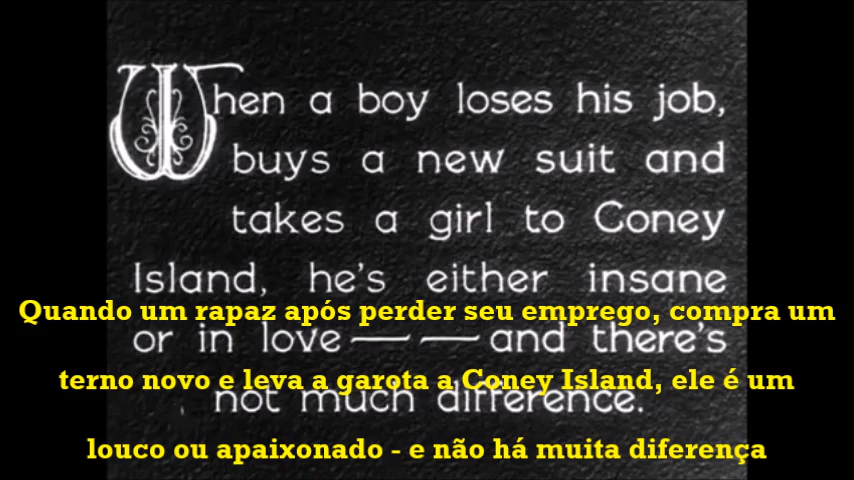 When a boy loses his job,
buys a new suit and
takes a girl to Coney
Island, he's either insane
Quando um rapaz após perder seu emprego, compra um
or in love — — and there's
terno novo e leva a garota a Coney Island, ele é um
not much difference.
louco ou apaixonado - e não há muita diferença